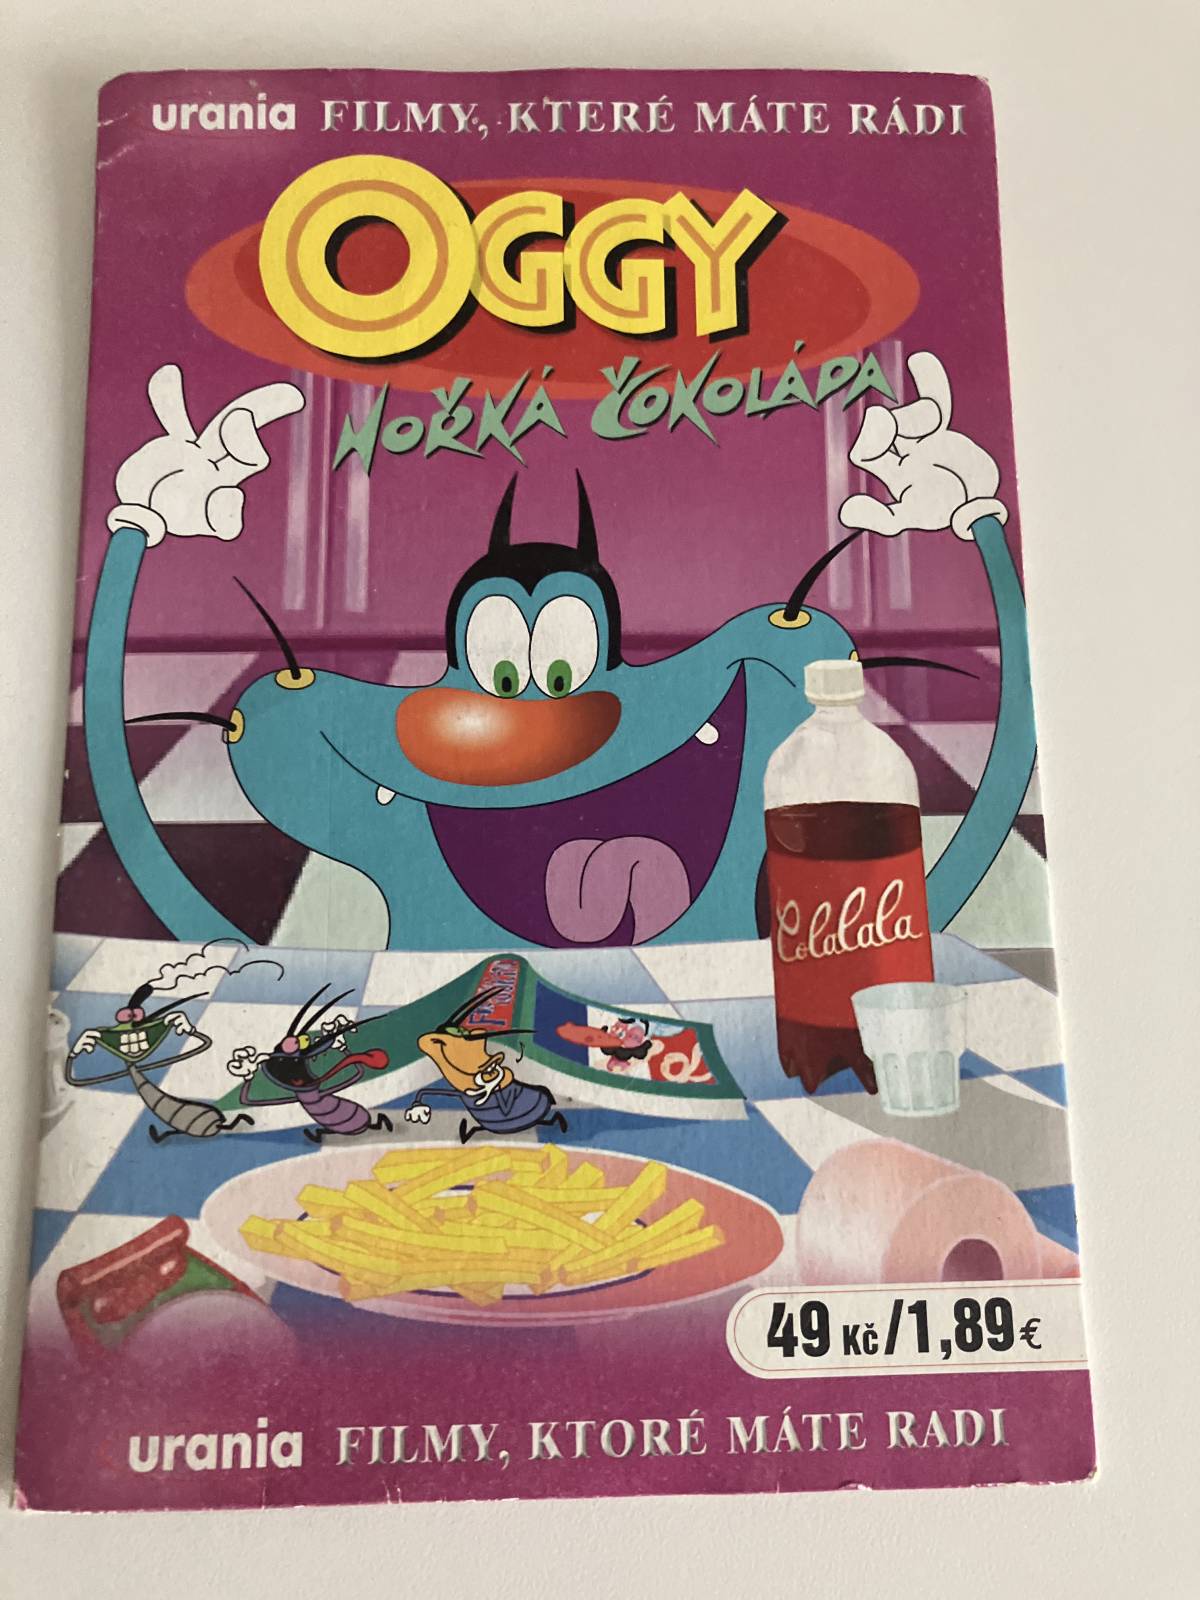 urania FILMY, KTERÉ MÁTE RÁDI
OGGY
HOŘKÁ ČOKOLÁDA
Colalala
49 Kč/1,89 €
urania FILMY, KTORÉ MÁTE RADI